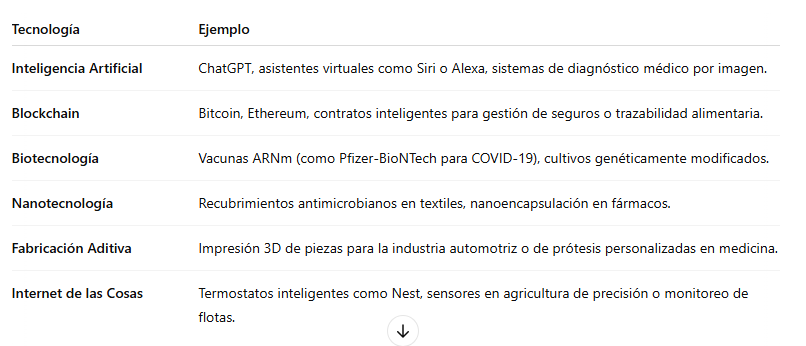 Tecnología Ejemplo
Inteligencia Artificial ChatGPT, asistentes virtuales como Siri o Alexa, sistemas de diagnóstico médico por imagen.
Blockchain Bitcoin, Ethereum, contratos inteligentes para gestión de seguros o trazabilidad alimentaria.
Biotecnología Vacunas ARNm (como Pfizer-BioNTech para COVID-19), cultivos genéticamente modificados.
Nanotecnología Recubrimientos antimicrobianos en textiles, nanoencapsulación en fármacos.
Fabricación Aditiva Impresión 3D de piezas para la industria automotriz o de prótesis personalizadas en medicina.
Internet de las Cosas Termostatos inteligentes como Nest, sensores en agricultura de precisión o monitoreo de
flotas.